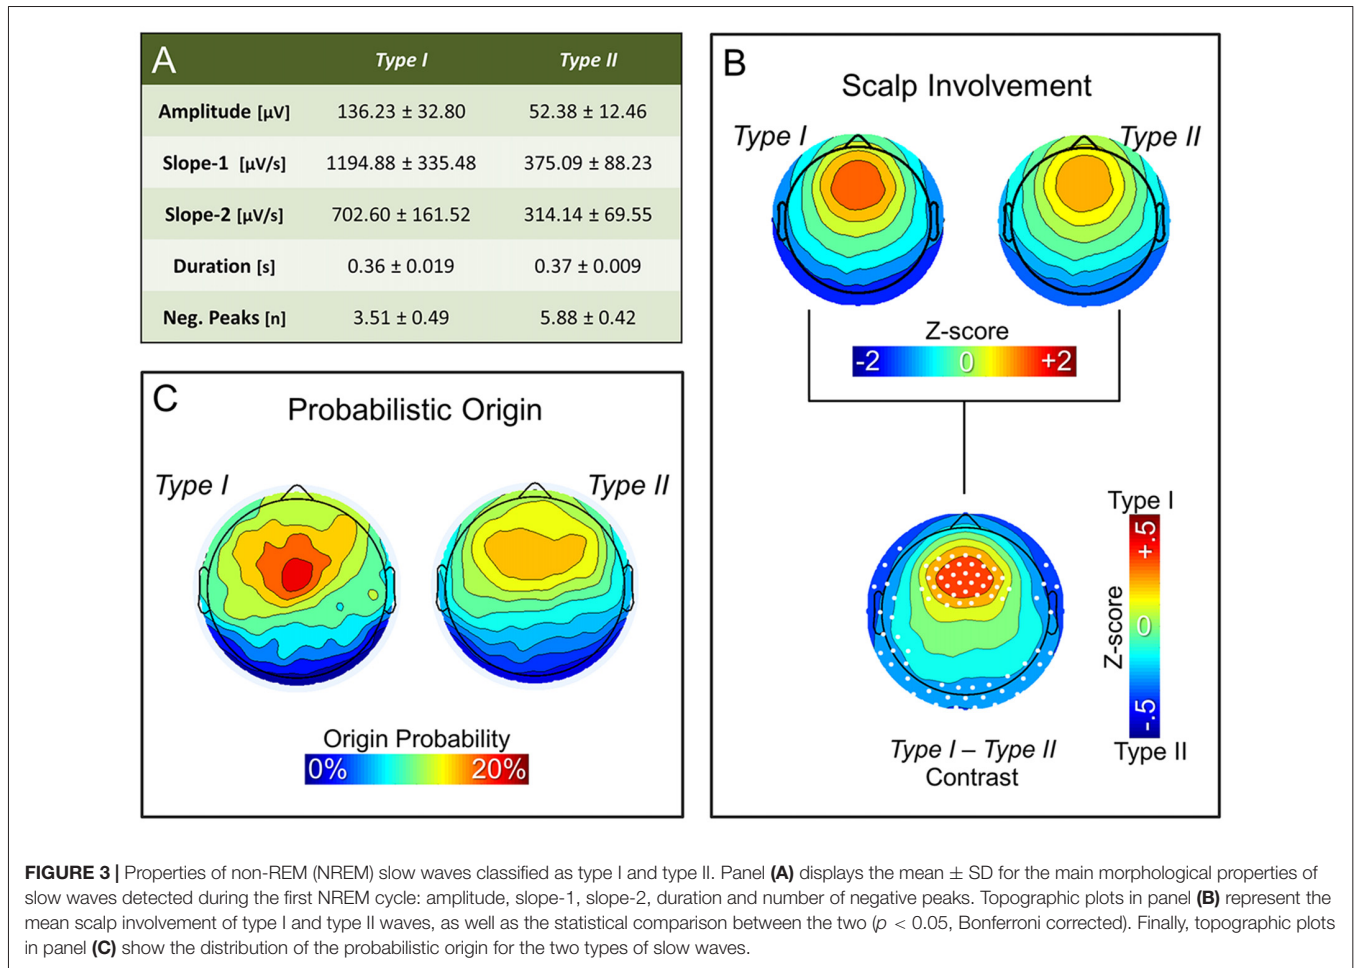 A Type I Type II
Amplitude [µV] 136.23 ± 32.80 52.38 ± 12.46
Slope-1 [µV/s] 1194.88 ± 335.48 375.09 ± 88.23
Slope-2 [µV/s] 702.60 ± 161.52 314.14 ± 69.55
Duration [s] 0.36 ± 0.019 0.37 ± 0.009
Neg. Peaks [n] 3.51 ± 0.49 5.88 ± 0.42
B
Scalp Involvement
Type I Type II
Z-score
-2 0 +2
Type I
+.5
0
-.5
Z-score
Type II
Type I – Type II
Contrast
C
Probabilistic Origin
Type I Type II
Origin Probability
0% 20%
FIGURE 3 | Properties of non-REM (NREM) slow waves classified as type I and type II. Panel (A) displays the mean ± SD for the main morphological properties of
slow waves detected during the first NREM cycle: amplitude, slope-1, slope-2, duration and number of negative peaks. Topographic plots in panel (B) represent the
mean scalp involvement of type I and type II waves, as well as the statistical comparison between the two (p < 0.05, Bonferroni corrected). Finally, topographic plots
in panel (C) show the distribution of the probabilistic origin for the two types of slow waves.